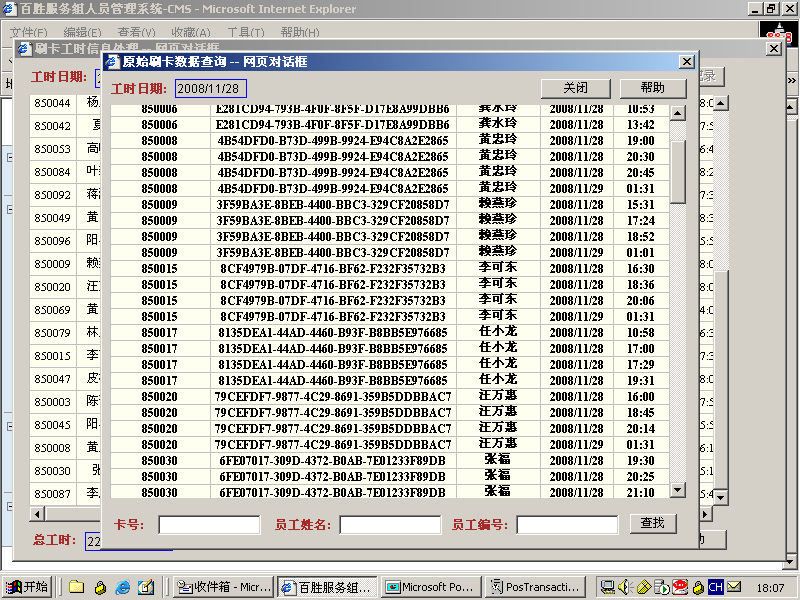 百胜服务组人员管理系统-CMS - Microsoft Internet Explorer
文件(F) 编辑(E) 查看(V) 收藏(A) 工具(T) 帮助(H)
刷卡工时信息处理 -- 网页对话框
原始刷卡数据查询 -- 网页对话框
工时日期:
工时日期: 2008/11/28 关闭 帮助
850006 E281CD94-793B-4F0F-8F5F-D17E8A99DBB6 龚水玲 2008/11/28 10:53
850006 E281CD94-793B-4F0F-8F5F-D17E8A99DBB6 龚水玲 2008/11/28 13:42
850008 4B54DFD0-B73D-499B-9924-E94C8A2E2865 黄忠玲 2008/11/28 19:00
850008 4B54DFD0-B73D-499B-9924-E94C8A2E2865 黄忠玲 2008/11/28 20:30
850008 4B54DFD0-B73D-499B-9924-E94C8A2E2865 黄忠玲 2008/11/28 20:45
850008 4B54DFD0-B73D-499B-9924-E94C8A2E2865 黄忠玲 2008/11/29 01:31
850009 3F59BA3E-8BEB-4400-BBC3-329CF20858D7 赖燕珍 2008/11/28 15:31
850009 3F59BA3E-8BEB-4400-BBC3-329CF20858D7 赖燕珍 2008/11/28 17:24
850009 3F59BA3E-8BEB-4400-BBC3-329CF20858D7 赖燕珍 2008/11/28 18:52
850009 3F59BA3E-8BEB-4400-BBC3-329CF20858D7 赖燕珍 2008/11/29 01:01
850015 8CF4979B-07DF-4716-BF62-F232F35732B3 李可东 2008/11/28 16:30
850015 8CF4979B-07DF-4716-BF62-F232F35732B3 李可东 2008/11/28 18:36
850015 8CF4979B-07DF-4716-BF62-F232F35732B3 李可东 2008/11/28 20:06
850015 8CF4979B-07DF-4716-BF62-F232F35732B3 李可东 2008/11/29 01:31
850017 8135DEA1-44AD-4460-B93F-B8BB5E976685 任小龙 2008/11/28 10:58
850017 8135DEA1-44AD-4460-B93F-B8BB5E976685 任小龙 2008/11/28 17:00
850017 8135DEA1-44AD-4460-B93F-B8BB5E976685 任小龙 2008/11/28 17:29
850017 8135DEA1-44AD-4460-B93F-B8BB5E976685 任小龙 2008/11/28 19:31
850020 79CEFDF7-9877-4C29-8691-359B5DDBBAC7 汪万惠 2008/11/28 16:00
850020 79CEFDF7-9877-4C29-8691-359B5DDBBAC7 汪万惠 2008/11/28 18:45
850020 79CEFDF7-9877-4C29-8691-359B5DDBBAC7 汪万惠 2008/11/28 20:14
850020 79CEFDF7-9877-4C29-8691-359B5DDBBAC7 汪万惠 2008/11/29 01:31
850030 6FE07017-309D-4372-B0AB-7E01233F89DB 张福 2008/11/28 19:30
850030 6FE07017-309D-4372-B0AB-7E01233F89DB 张福 2008/11/28 20:25
850030 6FE07017-309D-4372-B0AB-7E01233F89DB 张福 2008/11/28 21:10
卡号: 员工姓名: 员工编号: 查找
850044 杨
850042 夏
850053 高
850084 叶
850092 蒋
850049 黄
850096 阳
850009 赖
850020 汪
850069 黄
850079 林
850015 李
850047 皮
850003 陈
850045 阳
850008 黄
850030 张
850087 李
总工时: 22
开始 收件箱 - Micr... 百胜服务组... Microsoft Po... PosTransacti... CH 18:07